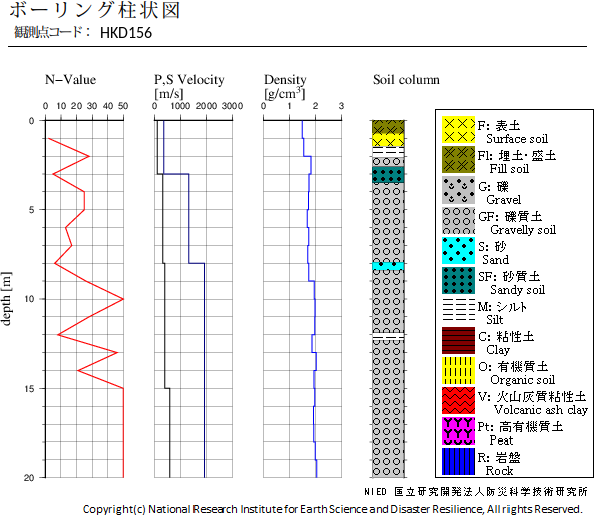 ボーリング柱状図
観測点コード： HKD156
N−Value
P,S Velocity
[m/s]
Density
[g/cm³]
Soil column
0 10 20 30 40 50
0 1000 2000 3000
0 1 2 3
0
5
10
15
20
depth [m]
F: 表土
Surface soil
Fl: 埋土・盛土
Fill soil
G: 礫
Gravel
GF: 礫質土
Gravelly soil
S: 砂
Sand
SF: 砂質土
Sandy soil
M: シルト
Silt
C: 粘性土
Clay
O: 有機質土
Organic soil
V: 火山灰質粘性土
Volcanic ash clay
Pt: 高有機質土
Peat
R: 岩盤
Rock
NIED 国立研究開発法人防災科学技術研究所
Copyright(c) National Research Institute for Earth Science and Disaster Resilience, All rights Reserved.